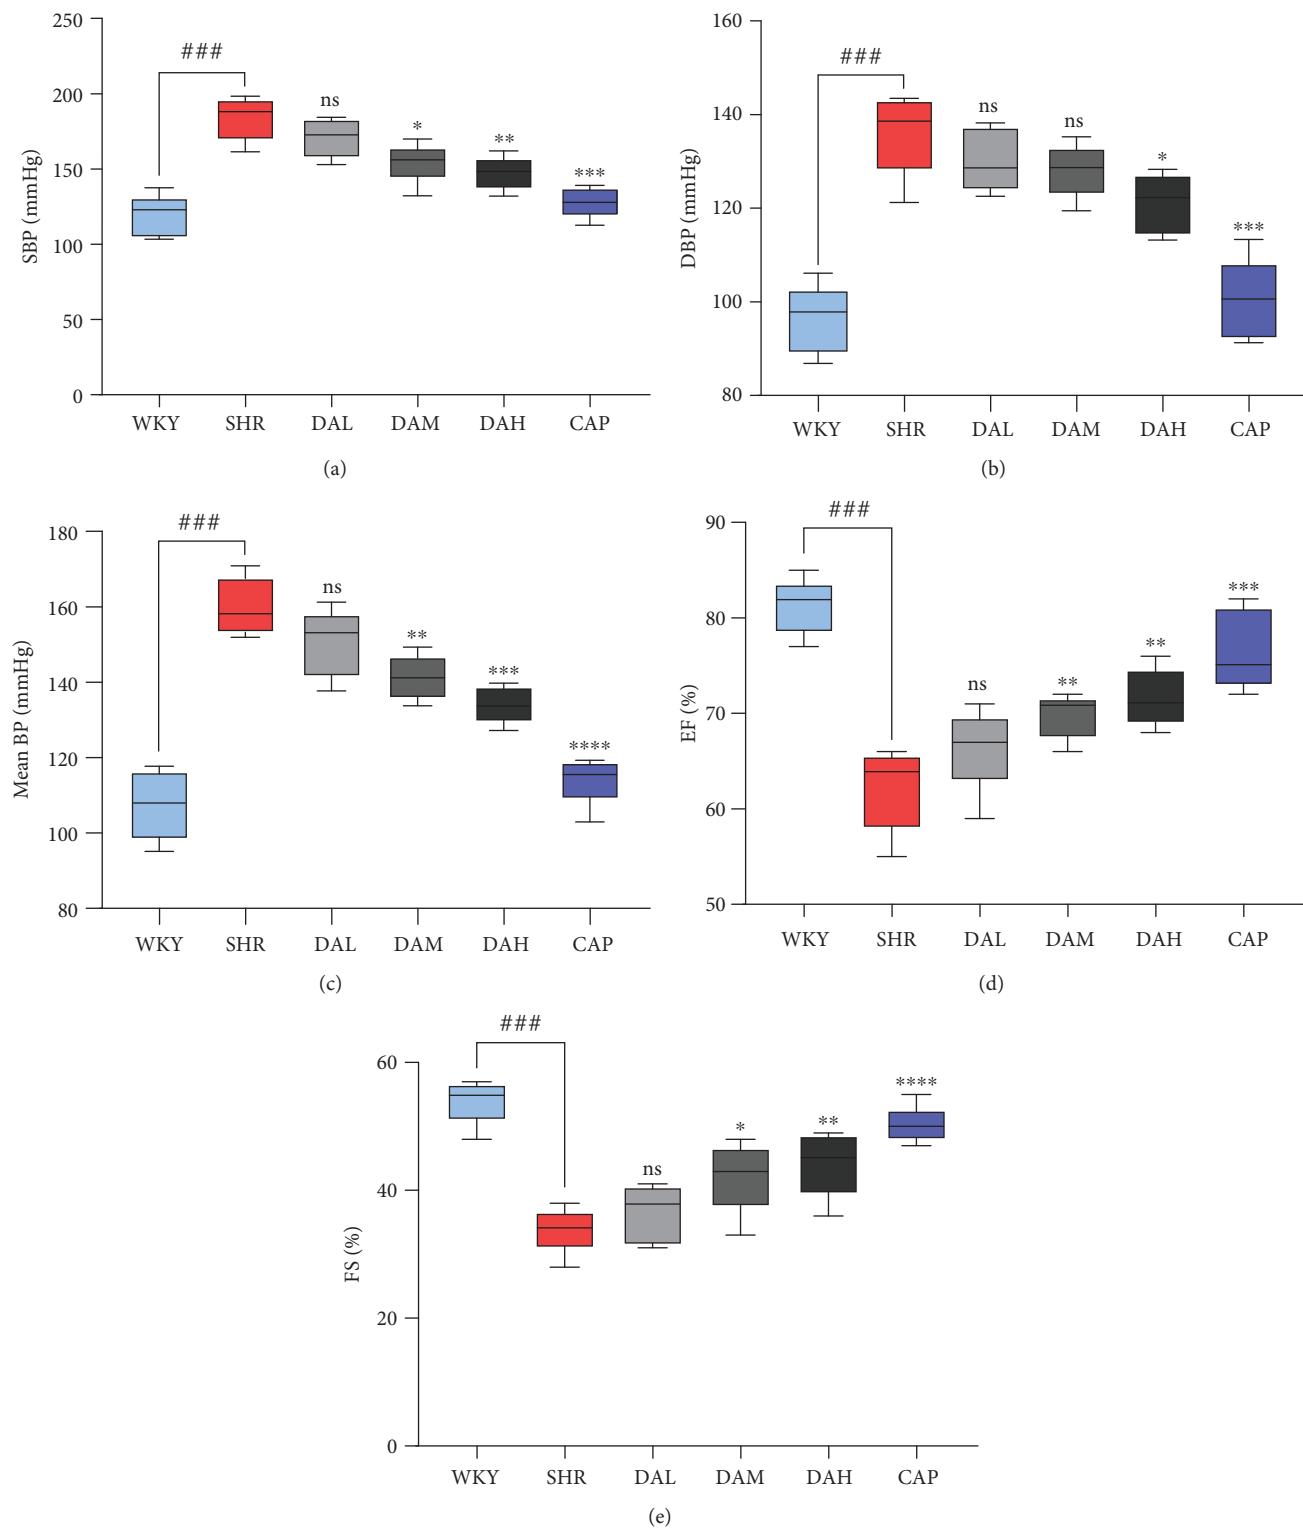 ###
ns
*
**
***
SBP (mmHg)
250
200
150
100
50
0
WKY SHR DAL DAM DAH CAP
(a)
###
ns
ns
*
***
DBP (mmHg)
160
140
120
100
80
WKY SHR DAL DAM DAH CAP
(b)
###
ns
**
***
****
Mean BP (mmHg)
180
160
140
120
100
80
WKY SHR DAL DAM DAH CAP
(c)
###
ns
**
**
***
EF (%)
90
80
70
60
50
WKY SHR DAL DAM DAH CAP
(d)
###
ns
*
**
****
FS (%)
60
40
20
0
WKY SHR DAL DAM DAH CAP
(e)